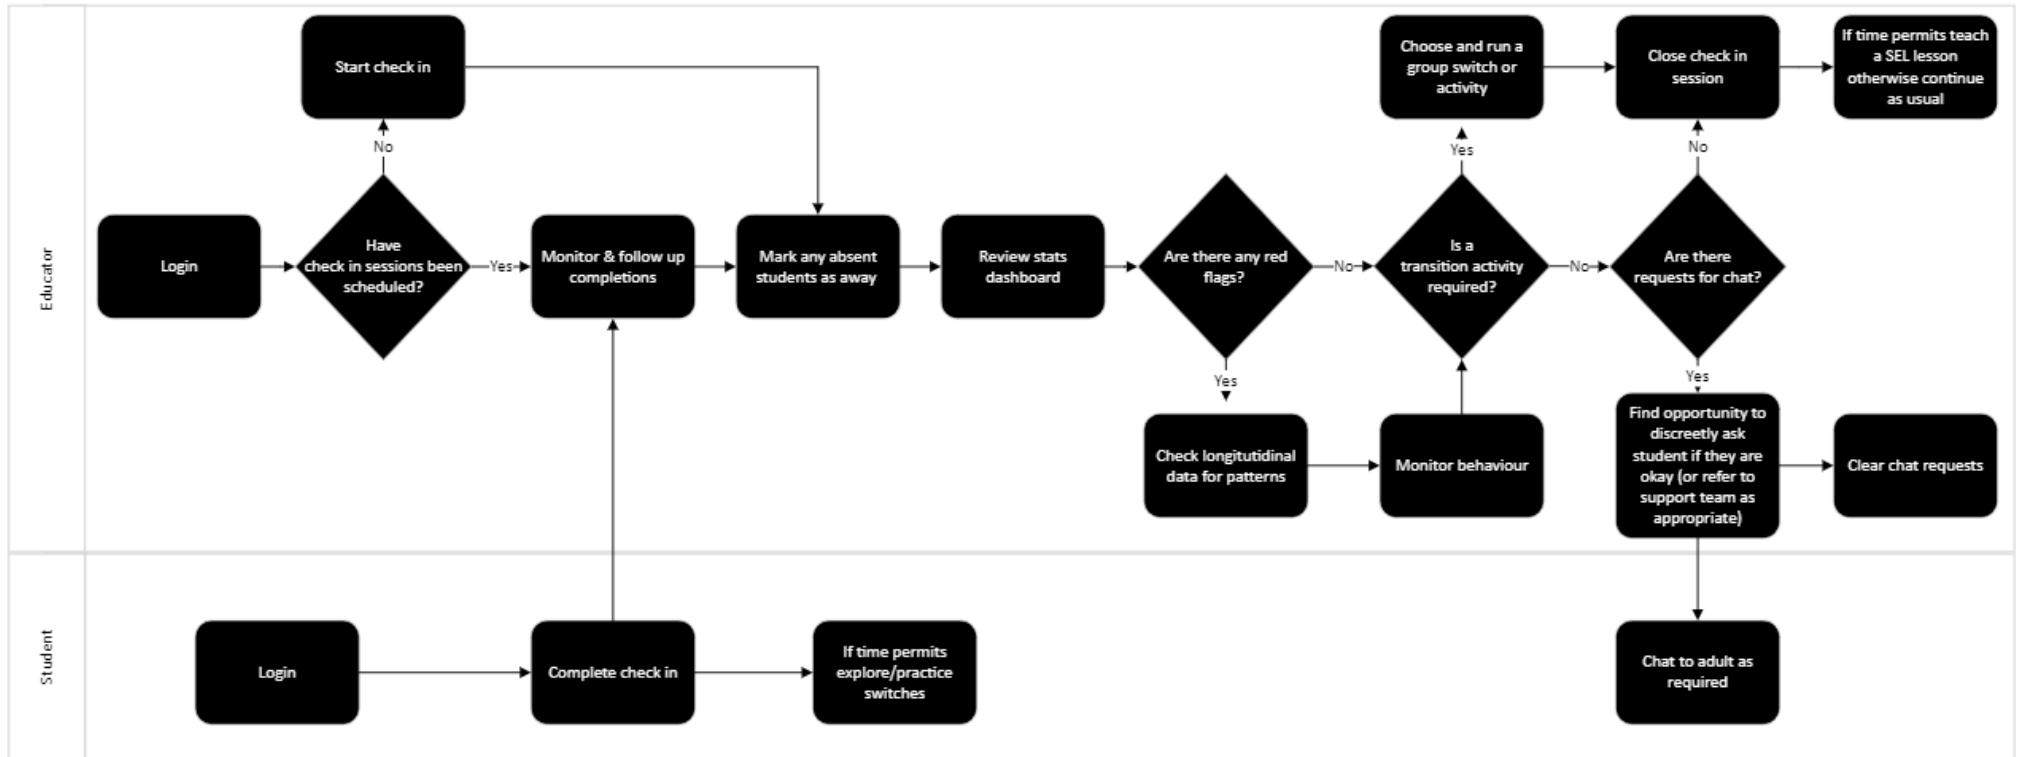 Educator
Start check in
No
Login
Have
check in sessions been
scheduled?
Yes
Monitor & follow up
completions
Mark any absent
students as away
Review stats
dashboard
Are there any red
flags?
No
Yes
Check longitutidinal
data for patterns
Monitor behaviour
Is a
transition activity
required?
Yes
Choose and run a
group switch or
activity
No
Are there
requests for chat?
No
Close check in
session
If time permits teach
a SEL lesson
otherwise continue
as usual
Yes
Find opportunity to
discreetly ask
student if they are
okay (or refer to
support team as
appropriate)
Clear chat requests
Student
Login
Complete check in
If time permits
explore/practice
switches
Chat to adult as
required